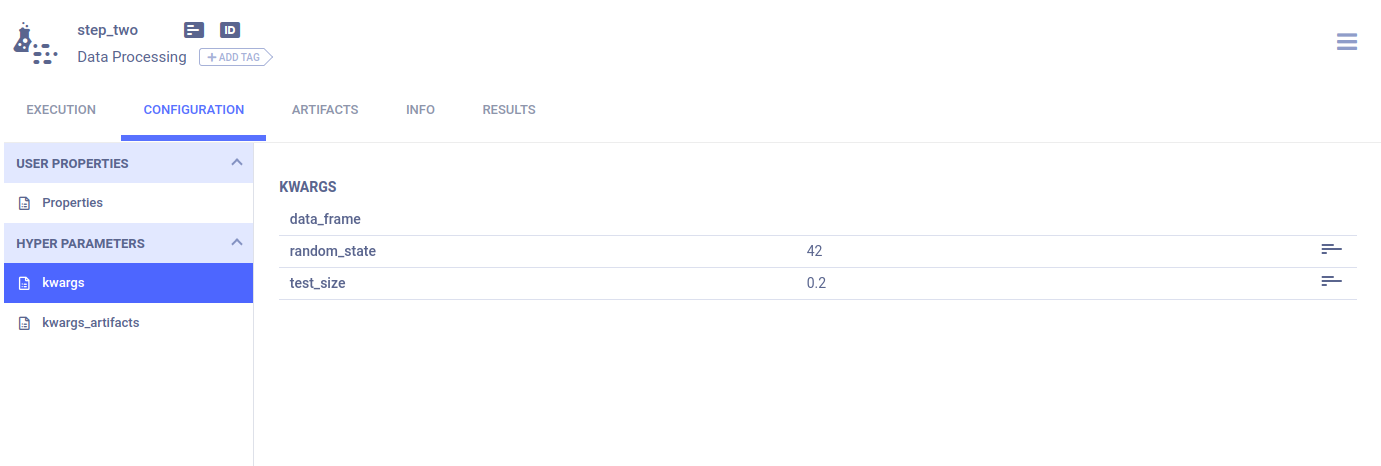 step_two ID
Data Processing + ADD TAG
EXECUTION CONFIGURATION ARTIFACTS INFO RESULTS
USER PROPERTIES
Properties
HYPER PARAMETERS
kwargs
kwargs_artifacts
KWARGS
data_frame
random_state 42
test_size 0.2